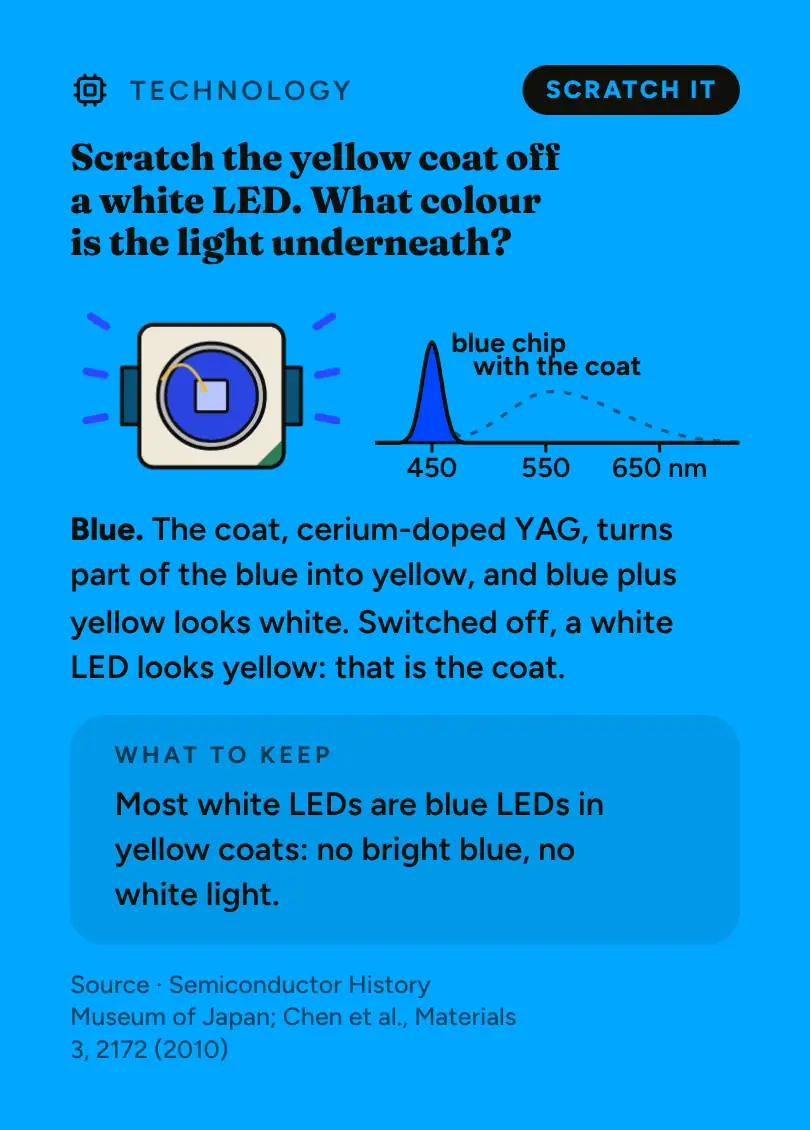 TECHNOLOGY
SCRATCH IT
Scratch the yellow coat off
a white LED. What colour
is the light underneath?
blue chip
with the coat
450 550 650 nm
Blue. The coat, cerium-doped YAG, turns
part of the blue into yellow, and blue plus
yellow looks white. Switched off, a white
LED looks yellow: that is the coat.
WHAT TO KEEP
Most white LEDs are blue LEDs in
yellow coats: no bright blue, no
white light.
Source · Semiconductor History
Museum of Japan; Chen et al., Materials
3, 2172 (2010)